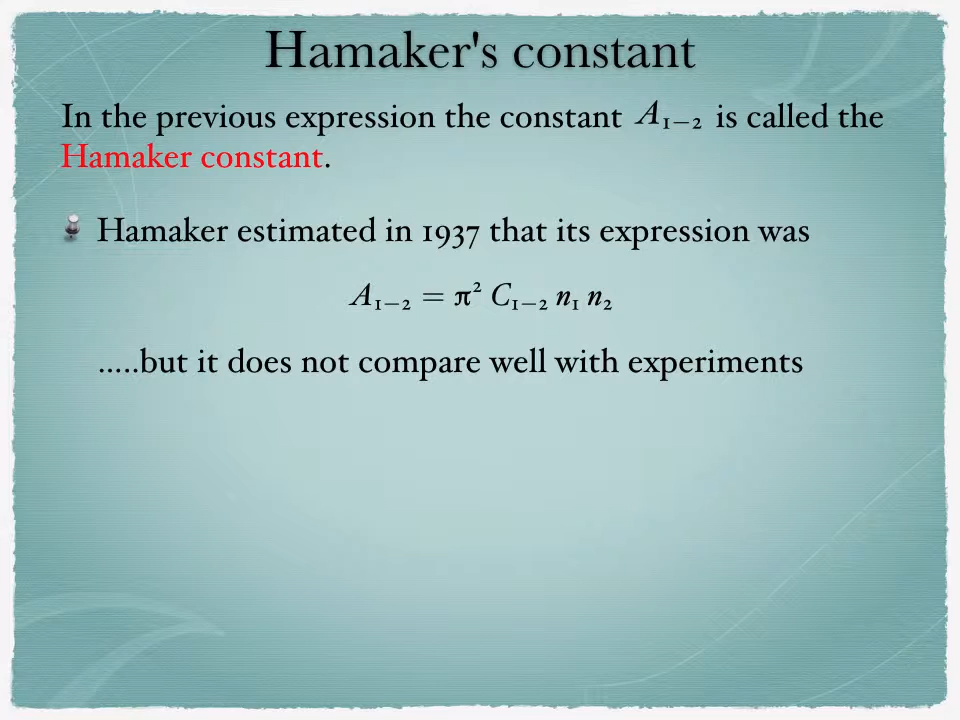 Hamaker's constant
In the previous expression the constant A₁₋₂ is called the
Hamaker constant.
Hamaker estimated in 1937 that its expression was
A₁₋₂ = π² C₁₋₂ n₁ n₂
.....but it does not compare well with experiments